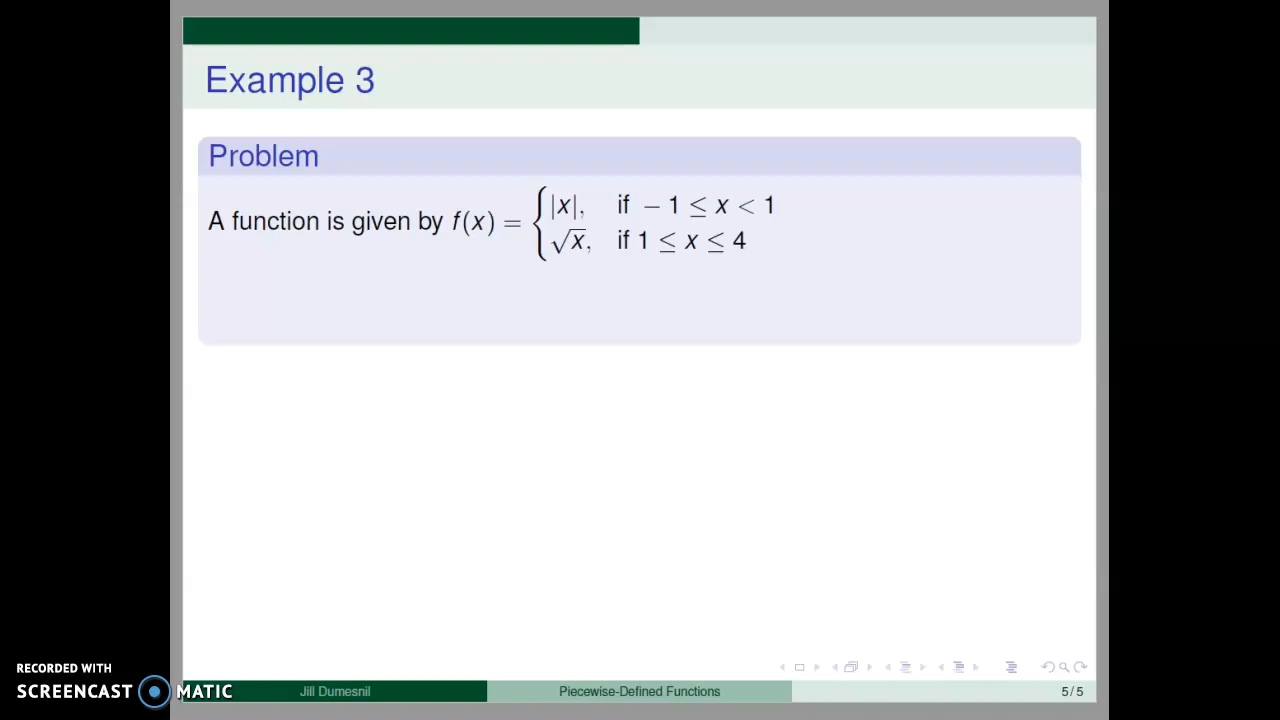 Example 3
Problem
A function is given by f(x) = { |x|, if − 1 ≤ x < 1
√x, if 1 ≤ x ≤ 4
RECORDED WITH
SCREENCAST MATIC
Jill Dumesnil Piecewise-Defined Functions 5/5